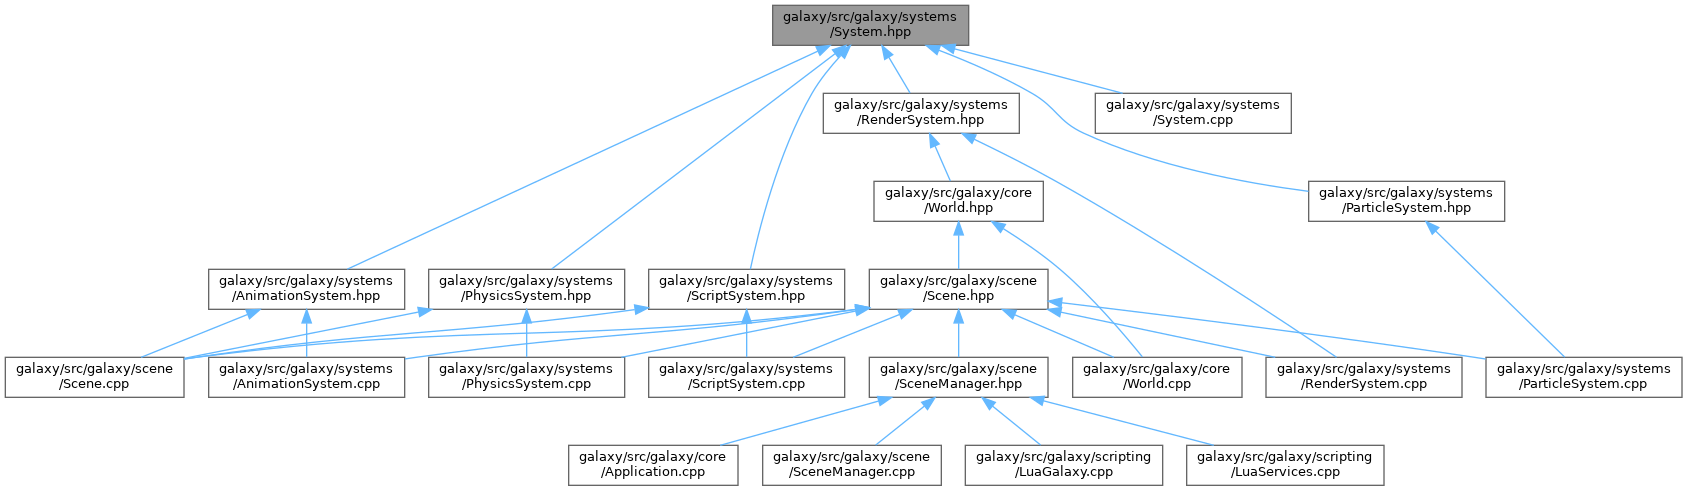 galaxy/src/galaxy/systems
/System.hpp
galaxy/src/galaxy/systems
/RenderSystem.hpp
galaxy/src/galaxy/systems
/System.cpp
galaxy/src/galaxy/core
/World.hpp
galaxy/src/galaxy/systems
/ParticleSystem.hpp
galaxy/src/galaxy/systems
/AnimationSystem.hpp
galaxy/src/galaxy/systems
/PhysicsSystem.hpp
galaxy/src/galaxy/systems
/ScriptSystem.hpp
galaxy/src/galaxy/scene
/Scene.hpp
galaxy/src/galaxy/scene
/Scene.cpp
galaxy/src/galaxy/systems
/AnimationSystem.cpp
galaxy/src/galaxy/systems
/PhysicsSystem.cpp
galaxy/src/galaxy/systems
/ScriptSystem.cpp
galaxy/src/galaxy/scene
/SceneManager.hpp
galaxy/src/galaxy/core
/World.cpp
galaxy/src/galaxy/systems
/RenderSystem.cpp
galaxy/src/galaxy/systems
/ParticleSystem.cpp
galaxy/src/galaxy/core
/Application.cpp
galaxy/src/galaxy/scene
/SceneManager.cpp
galaxy/src/galaxy/scripting
/LuaGalaxy.cpp
galaxy/src/galaxy/scripting
/LuaServices.cpp